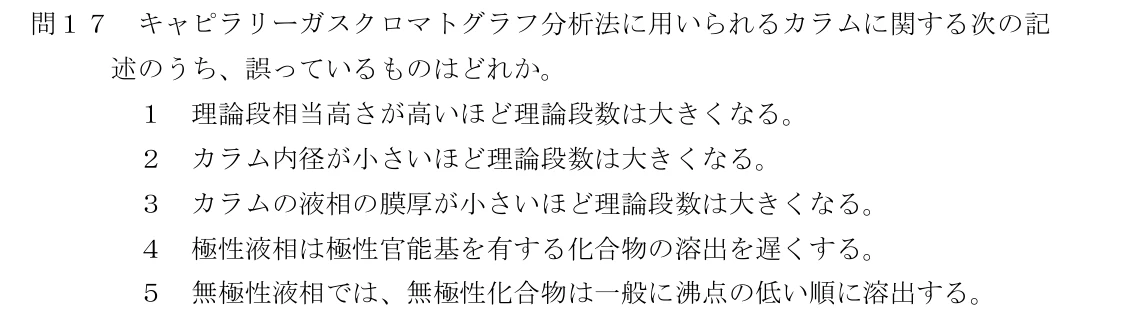 問１７　キャピラリーガスクロマトグラフ分析法に用いられるカラムに関する次の記
述のうち、誤っているものはどれか。
１　理論段相当高さが高いほど理論段数は大きくなる。
２　カラム内径が小さいほど理論段数は大きくなる。
３　カラムの液相の膜厚が小さいほど理論段数は大きくなる。
４　極性液相は極性官能基を有する化合物の溶出を遅くする。
５　無極性液相では、無極性化合物は一般に沸点の低い順に溶出する。